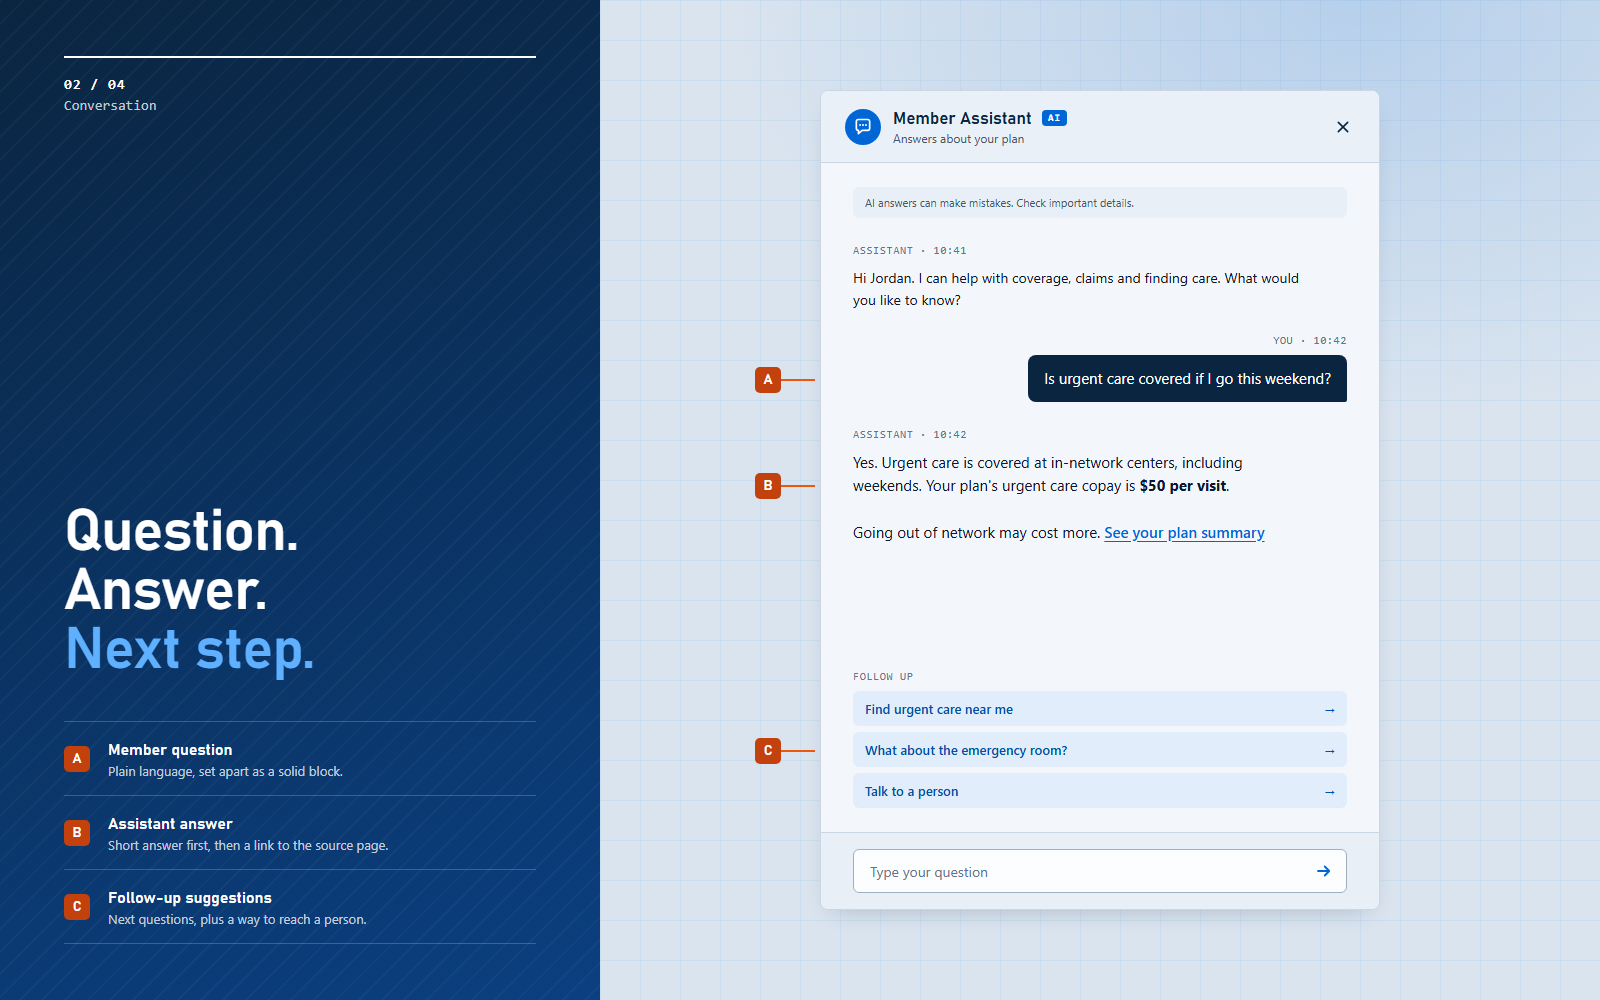 02 / 04
Conversation
Question.
Answer.
Next step.
A
Member question
Plain language, set apart as a solid block.
B
Assistant answer
Short answer first, then a link to the source page.
C
Follow-up suggestions
Next questions, plus a way to reach a person.
Member Assistant AI
Answers about your plan
AI answers can make mistakes. Check important details.
ASSISTANT · 10:41
Hi Jordan. I can help with coverage, claims and finding care. What would
you like to know?
YOU · 10:42
A
Is urgent care covered if I go this weekend?
ASSISTANT · 10:42
Yes. Urgent care is covered at in-network centers, including
B
weekends. Your plan's urgent care copay is $50 per visit.
Going out of network may cost more. See your plan summary
FOLLOW UP
Find urgent care near me →
C
What about the emergency room? →
Talk to a person →
Type your question